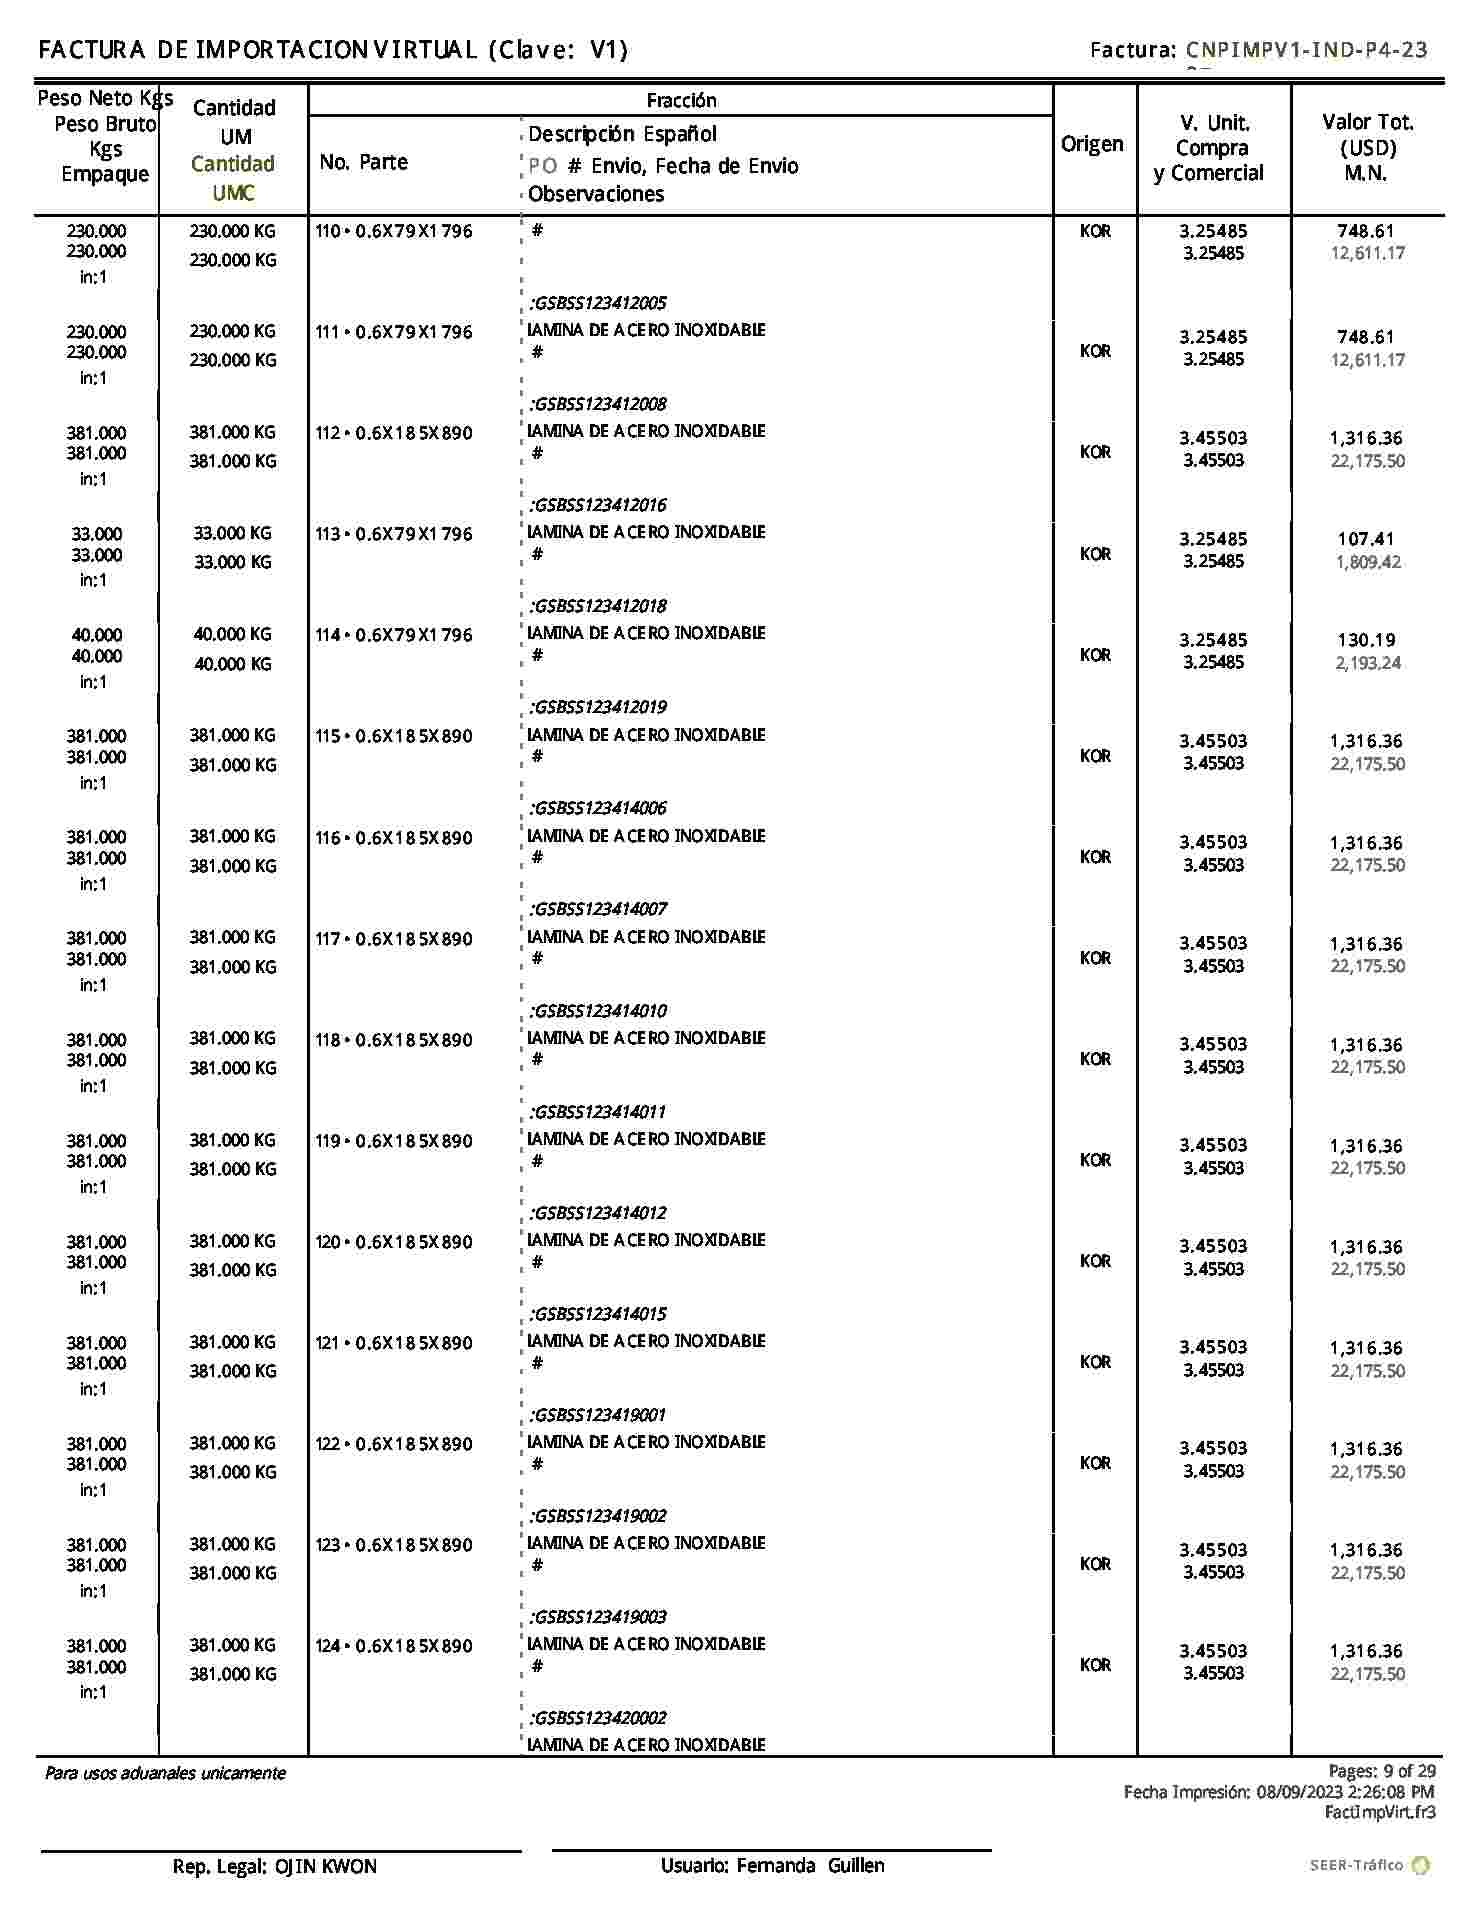 FACTURA DE IMPORTACION VIRTUAL (Clave: V1)
Factura: CNPIMPV1-IND-P4-23
Peso Neto Kgs
Peso Bruto
Kgs
Empaque
Cantidad
UM
Cantidad
UMC
Fracción
No. Parte
Descripción Español
PO # Envio, Fecha de Envio
Observaciones
Origen
V. Unit.
Compra
y Comercial
Valor Tot.
(USD)
M.N.
230.000 230.000 KG 110 • 0.6X79X1796 # KOR 3.25485 748.61
230.000 230.000 KG 3.25485 12,611.17
in:1
:GSBSS123412005
230.000 230.000 KG 111 • 0.6X79X1796 LAMINA DE ACERO INOXIDABLE 3.25485 748.61
230.000 230.000 KG # KOR 3.25485 12,611.17
in:1
:GSBSS123412008
381.000 381.000 KG 112 • 0.6X185X890 LAMINA DE ACERO INOXIDABLE 3.45503 1,316.36
381.000 381.000 KG # KOR 3.45503 22,175.50
in:1
:GSBSS123412016
33.000 33.000 KG 113 • 0.6X79X1796 LAMINA DE ACERO INOXIDABLE 3.25485 107.41
33.000 33.000 KG # KOR 3.25485 1,809.42
in:1
:GSBSS123412018
40.000 40.000 KG 114 • 0.6X79X1796 LAMINA DE ACERO INOXIDABLE 3.25485 130.19
40.000 40.000 KG # KOR 3.25485 2,193.24
in:1
:GSBSS123412019
381.000 381.000 KG 115 • 0.6X185X890 LAMINA DE ACERO INOXIDABLE 3.45503 1,316.36
381.000 381.000 KG # KOR 3.45503 22,175.50
in:1
:GSBSS123414006
381.000 381.000 KG 116 • 0.6X185X890 LAMINA DE ACERO INOXIDABLE 3.45503 1,316.36
381.000 381.000 KG # KOR 3.45503 22,175.50
in:1
:GSBSS123414007
381.000 381.000 KG 117 • 0.6X185X890 LAMINA DE ACERO INOXIDABLE 3.45503 1,316.36
381.000 381.000 KG # KOR 3.45503 22,175.50
in:1
:GSBSS123414010
381.000 381.000 KG 118 • 0.6X185X890 LAMINA DE ACERO INOXIDABLE 3.45503 1,316.36
381.000 381.000 KG # KOR 3.45503 22,175.50
in:1
:GSBSS123414011
381.000 381.000 KG 119 • 0.6X185X890 LAMINA DE ACERO INOXIDABLE 3.45503 1,316.36
381.000 381.000 KG # KOR 3.45503 22,175.50
in:1
:GSBSS123414012
381.000 381.000 KG 120 • 0.6X185X890 LAMINA DE ACERO INOXIDABLE 3.45503 1,316.36
381.000 381.000 KG # KOR 3.45503 22,175.50
in:1
:GSBSS123414015
381.000 381.000 KG 121 • 0.6X185X890 LAMINA DE ACERO INOXIDABLE 3.45503 1,316.36
381.000 381.000 KG # KOR 3.45503 22,175.50
in:1
:GSBSS123419001
381.000 381.000 KG 122 • 0.6X185X890 LAMINA DE ACERO INOXIDABLE 3.45503 1,316.36
381.000 381.000 KG # KOR 3.45503 22,175.50
in:1
:GSBSS123419002
381.000 381.000 KG 123 • 0.6X185X890 LAMINA DE ACERO INOXIDABLE 3.45503 1,316.36
381.000 381.000 KG # KOR 3.45503 22,175.50
in:1
:GSBSS123419003
381.000 381.000 KG 124 • 0.6X185X890 LAMINA DE ACERO INOXIDABLE 3.45503 1,316.36
381.000 381.000 KG # KOR 3.45503 22,175.50
in:1
:GSBSS123420002
LAMINA DE ACERO INOXIDABLE
Para usos aduanales unicamente
Pages: 9 of 29
Fecha Impresión: 08/09/2023 2:26:08 PM
FactImpVirt.fr3
Rep. Legal: OJIN KWON
Usuario: Fernanda Guillen
SEER-Tráfico